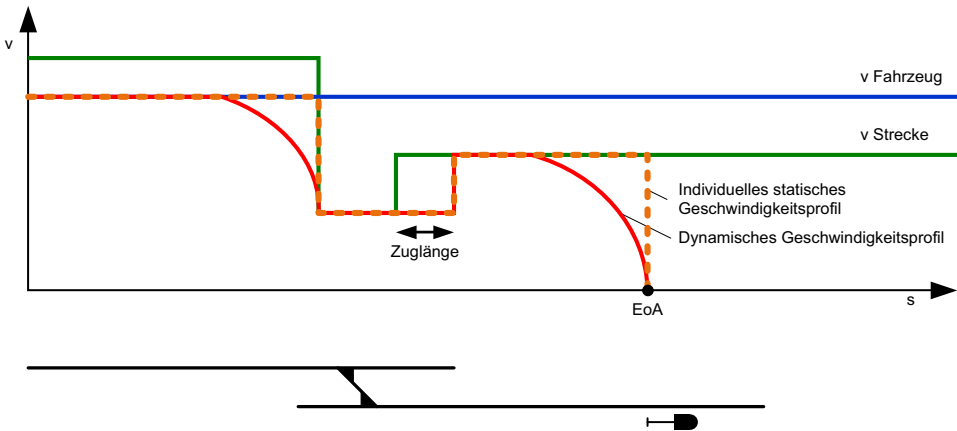 v
v Fahrzeug
v Strecke
Individuelles statisches
Geschwindigkeitsprofil
Dynamisches Geschwindigkeitsprofil
Zuglänge
EoA
s